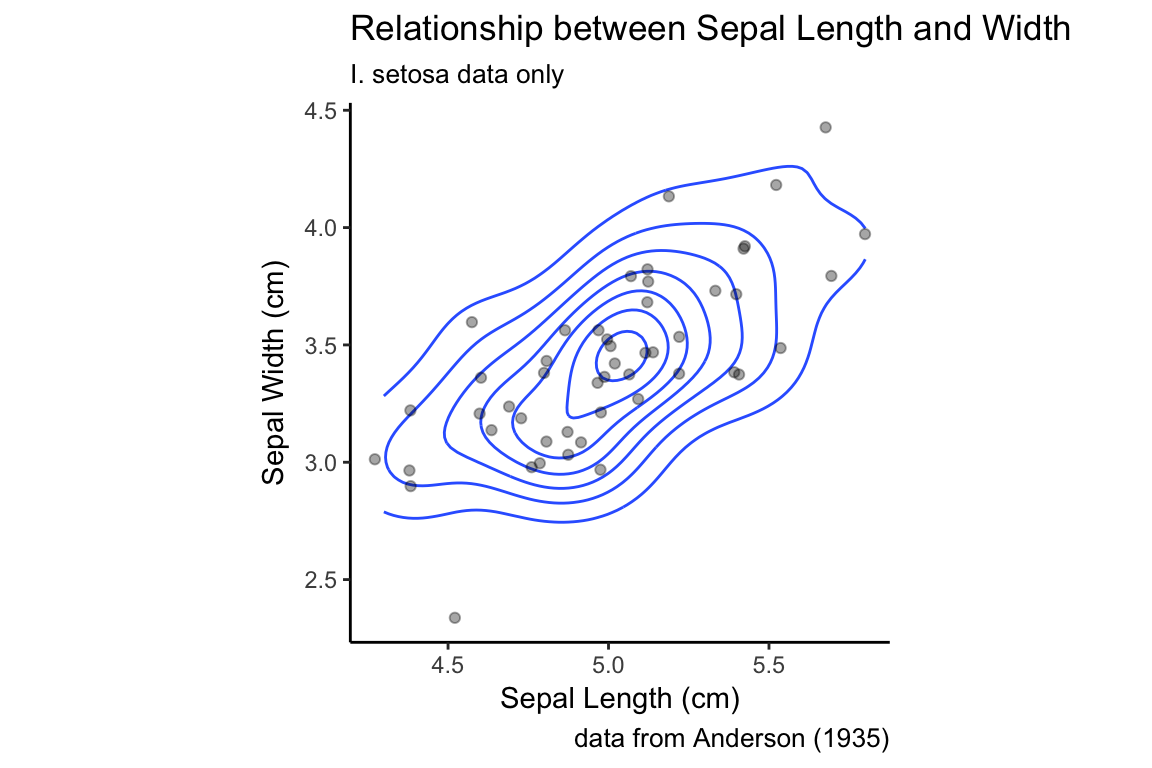 Relationship between Sepal Length and Width
I. setosa data only
4.5
4.0
3.5
3.0
2.5
Sepal Width (cm)
4.5 5.0 5.5
Sepal Length (cm)
data from Anderson (1935)